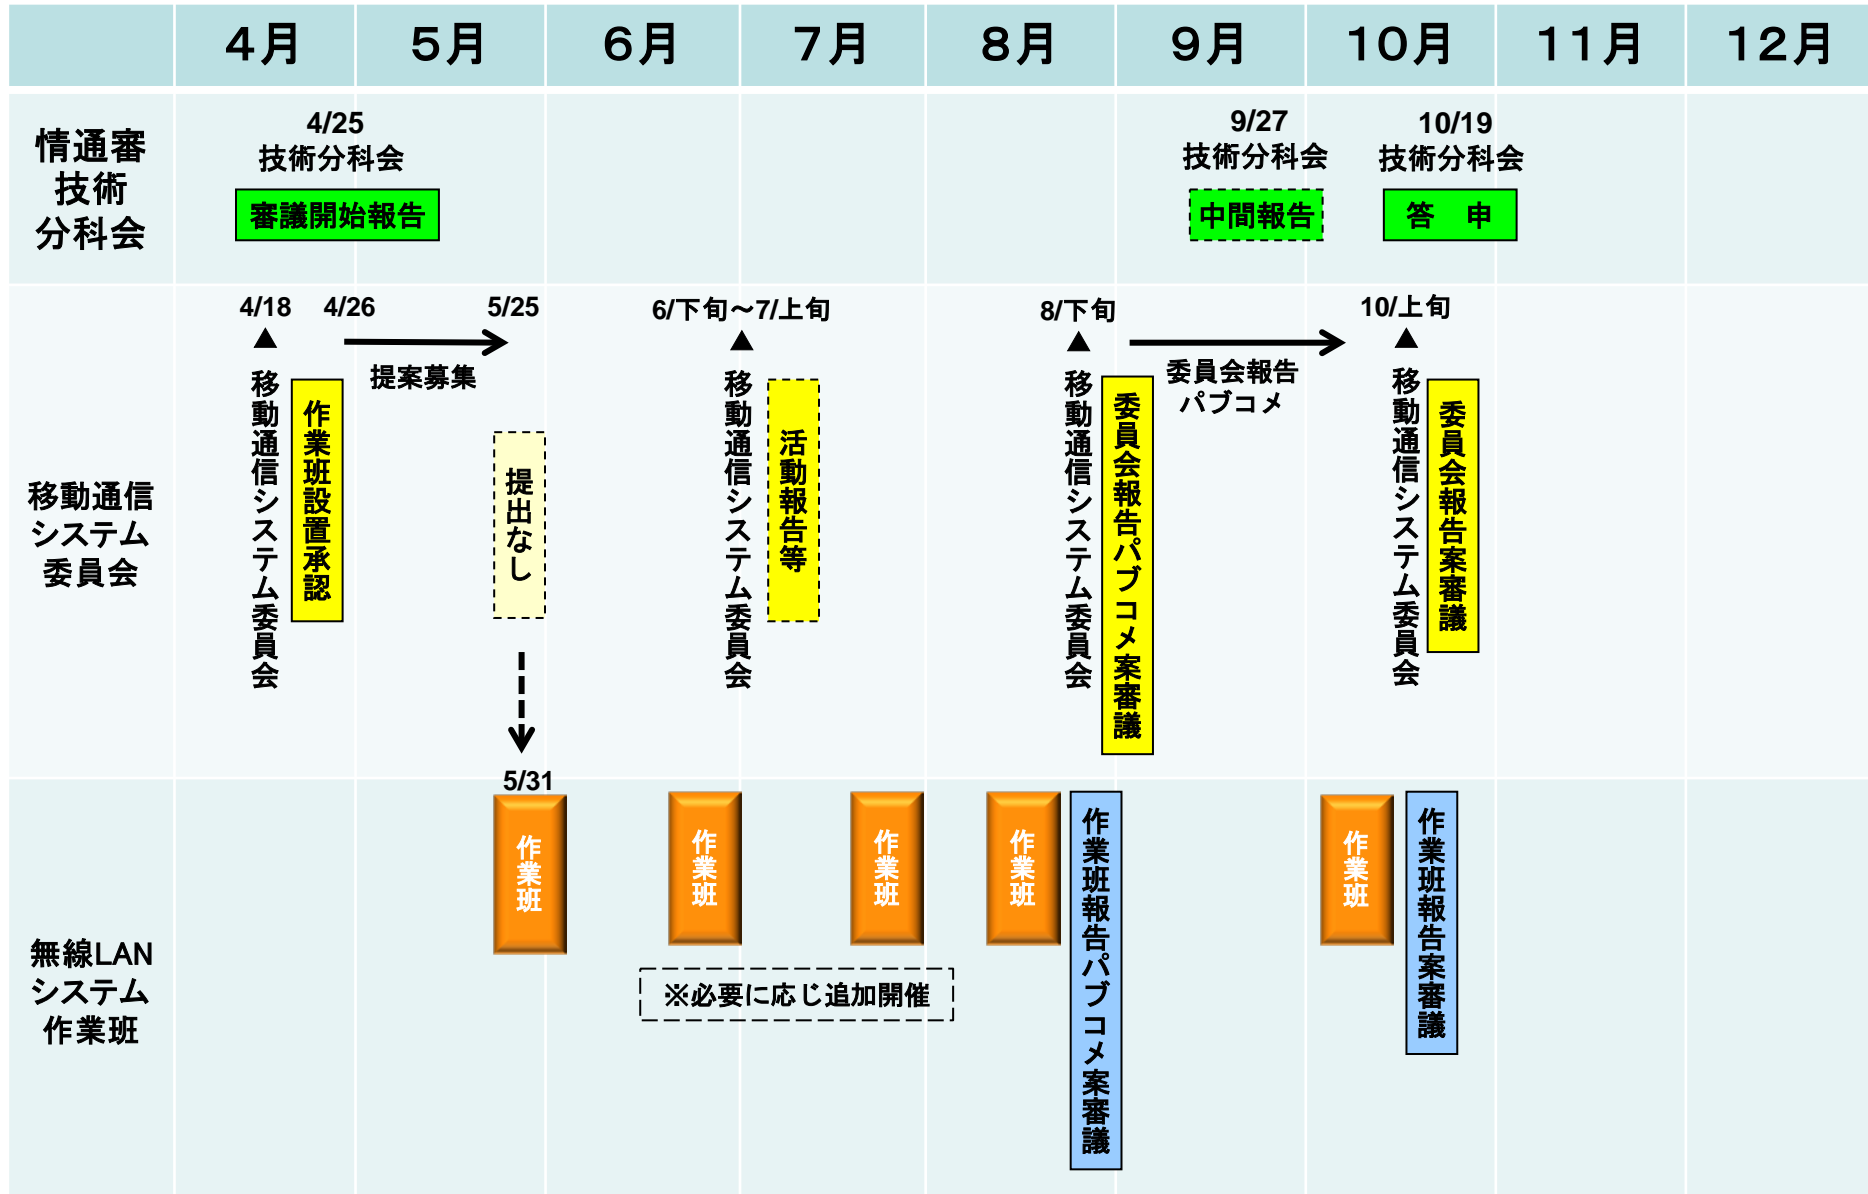 4月
5月
6月
7月
8月
9月
10月
11月
12月
情通審
技術
分科会
4/25
技術分科会
審議開始報告
9/27
技術分科会
中間報告
10/19
技術分科会
答　申
移動通信
システム
委員会
4/18
▲
移動通信システム委員会
作業班設置承認
4/26
5/25
提案募集
提出なし
6/下旬～7/上旬
▲
移動通信システム委員会
活動報告等
8/下旬
▲
移動通信システム委員会
委員会報告パブコメ案審議
委員会報告
パブコメ
10/上旬
▲
移動通信システム委員会
委員会報告案審議
無線LAN
システム
作業班
5/31
作業班
作業班
作業班
作業班
作業班報告パブコメ案審議
作業班
作業班報告案審議
※必要に応じ追加開催